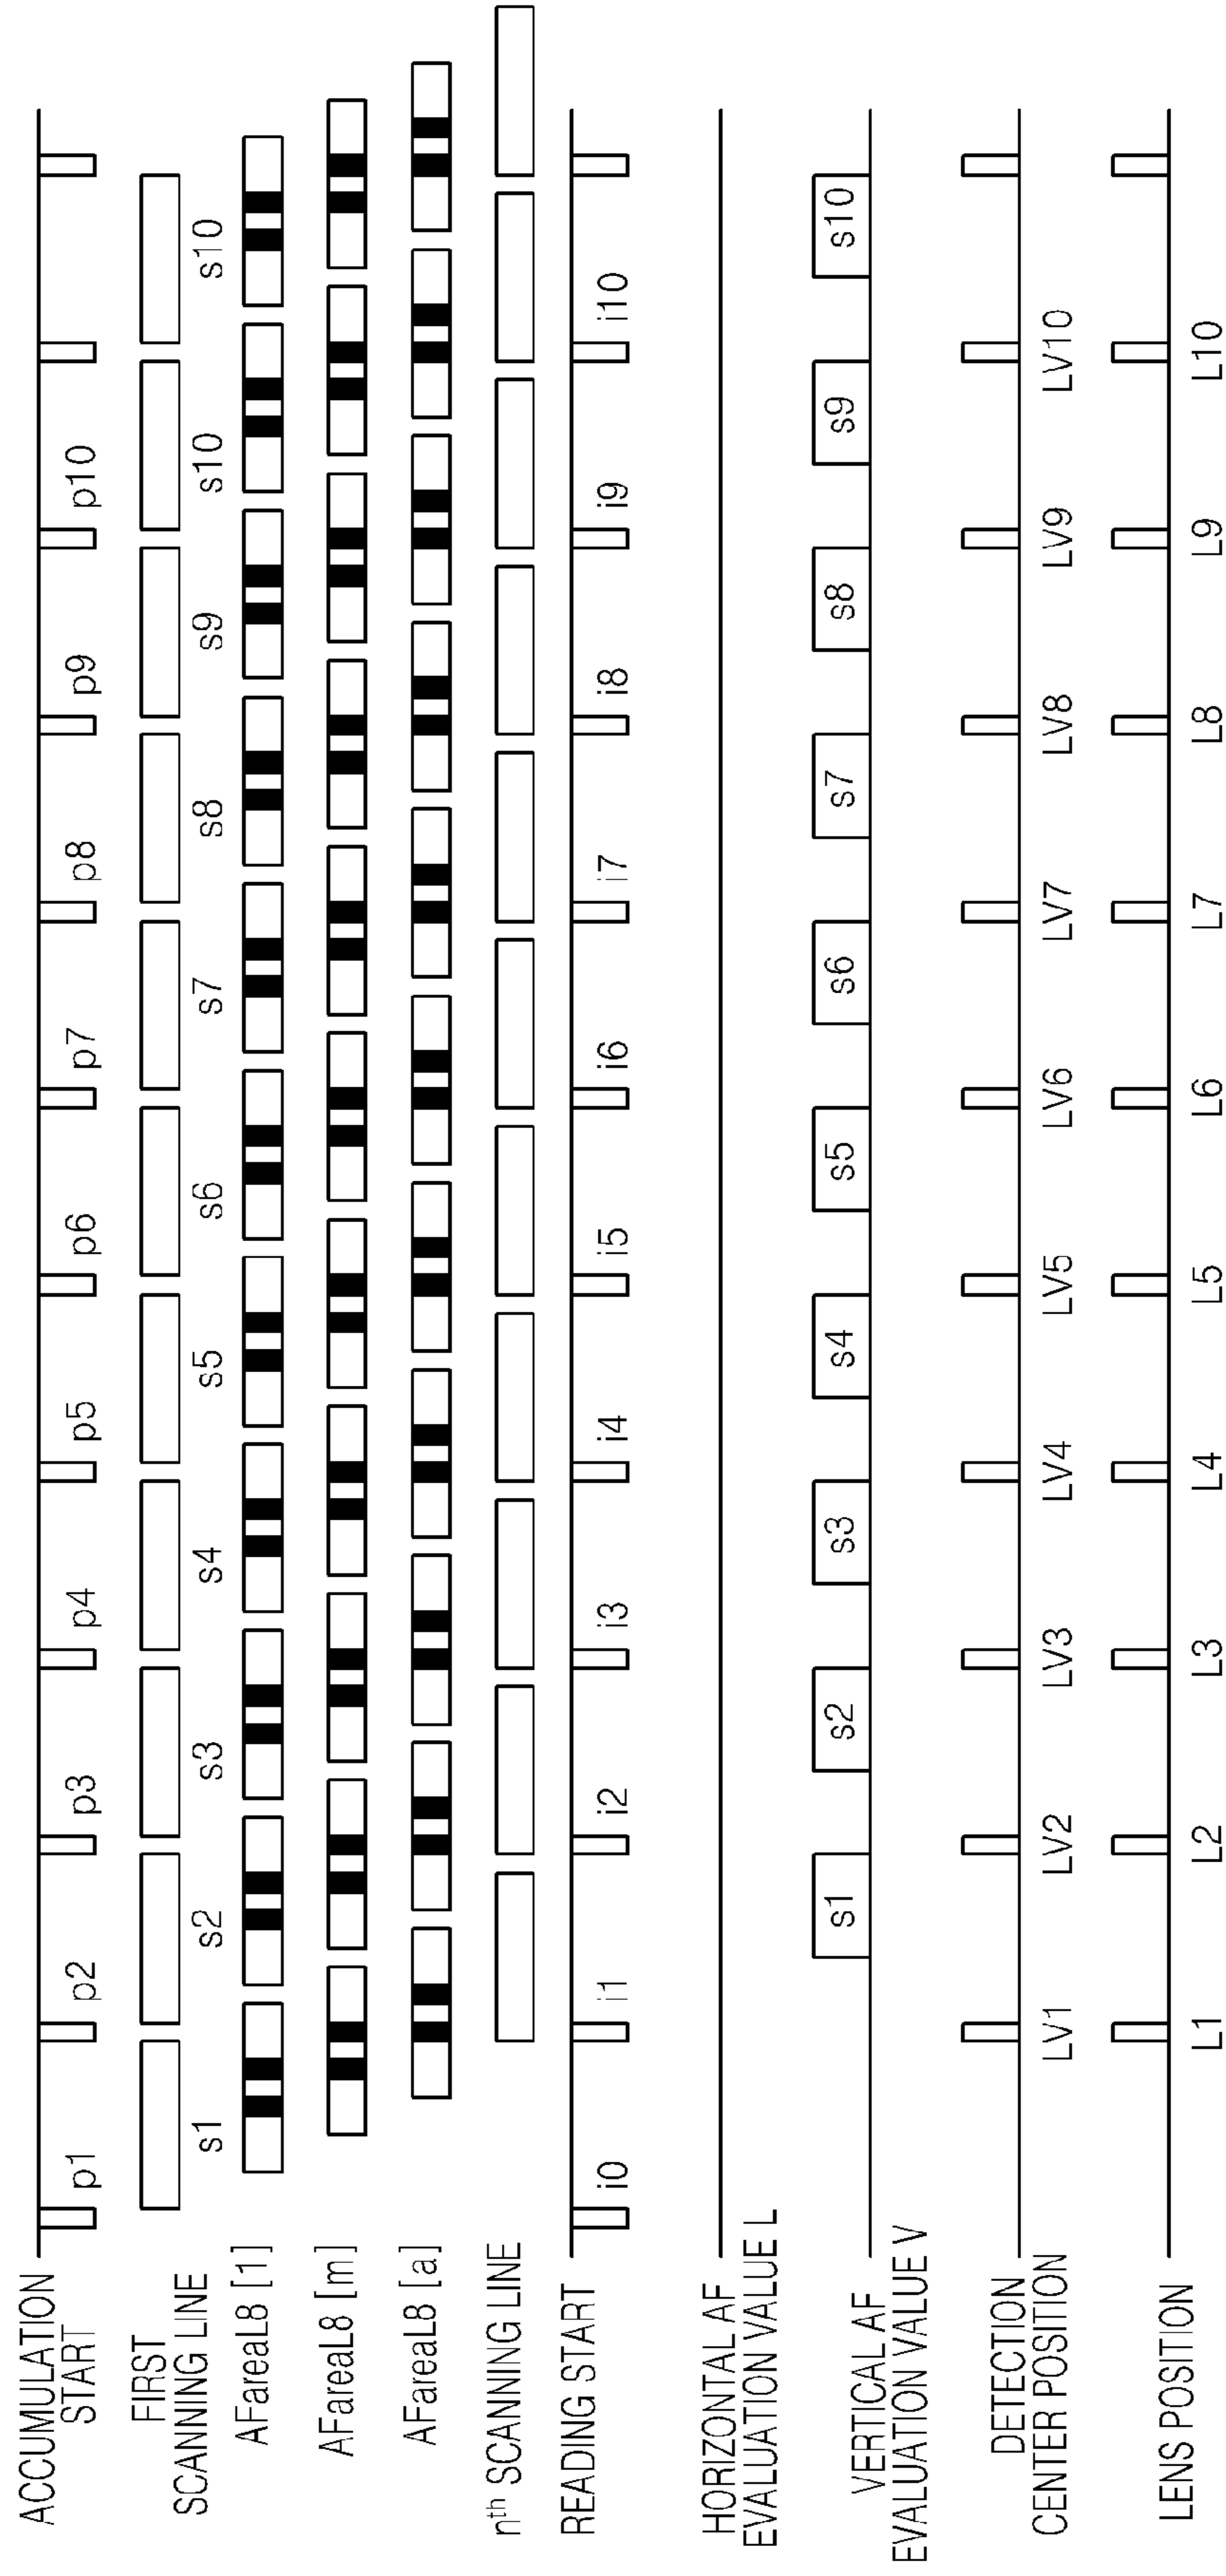 ACCUMULATION
START
p1 p2 p3 p4 p5 p6 p7 p8 p9 p10
FIRST
SCANNING LINE
s1 s2 s3 s4 s5 s6 s7 s8 s9 s10 s10
AFareaL8 [1]
AFareaL8 [m]
AFareaL8 [a]
nth SCANNING LINE
READING START
i0 i1 i2 i3 i4 i5 i6 i7 i8 i9 i10
HORIZONTAL AF
EVALUATION VALUE L
VERTICAL AF
EVALUATION VALUE V
s1 s2 s3 s4 s5 s6 s7 s8 s9 s10
DETECTION
CENTER POSITION
LV1 LV2 LV3 LV4 LV5 LV6 LV7 LV8 LV9 LV10
LENS POSITION
L1 L2 L3 L4 L5 L6 L7 L8 L9 L10